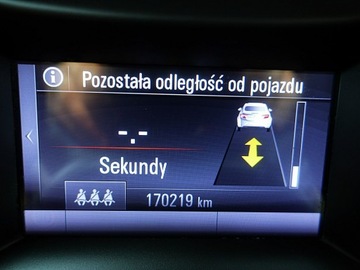 Pozostała odległość od pojazdu
-.-
Sekundy
170219 km